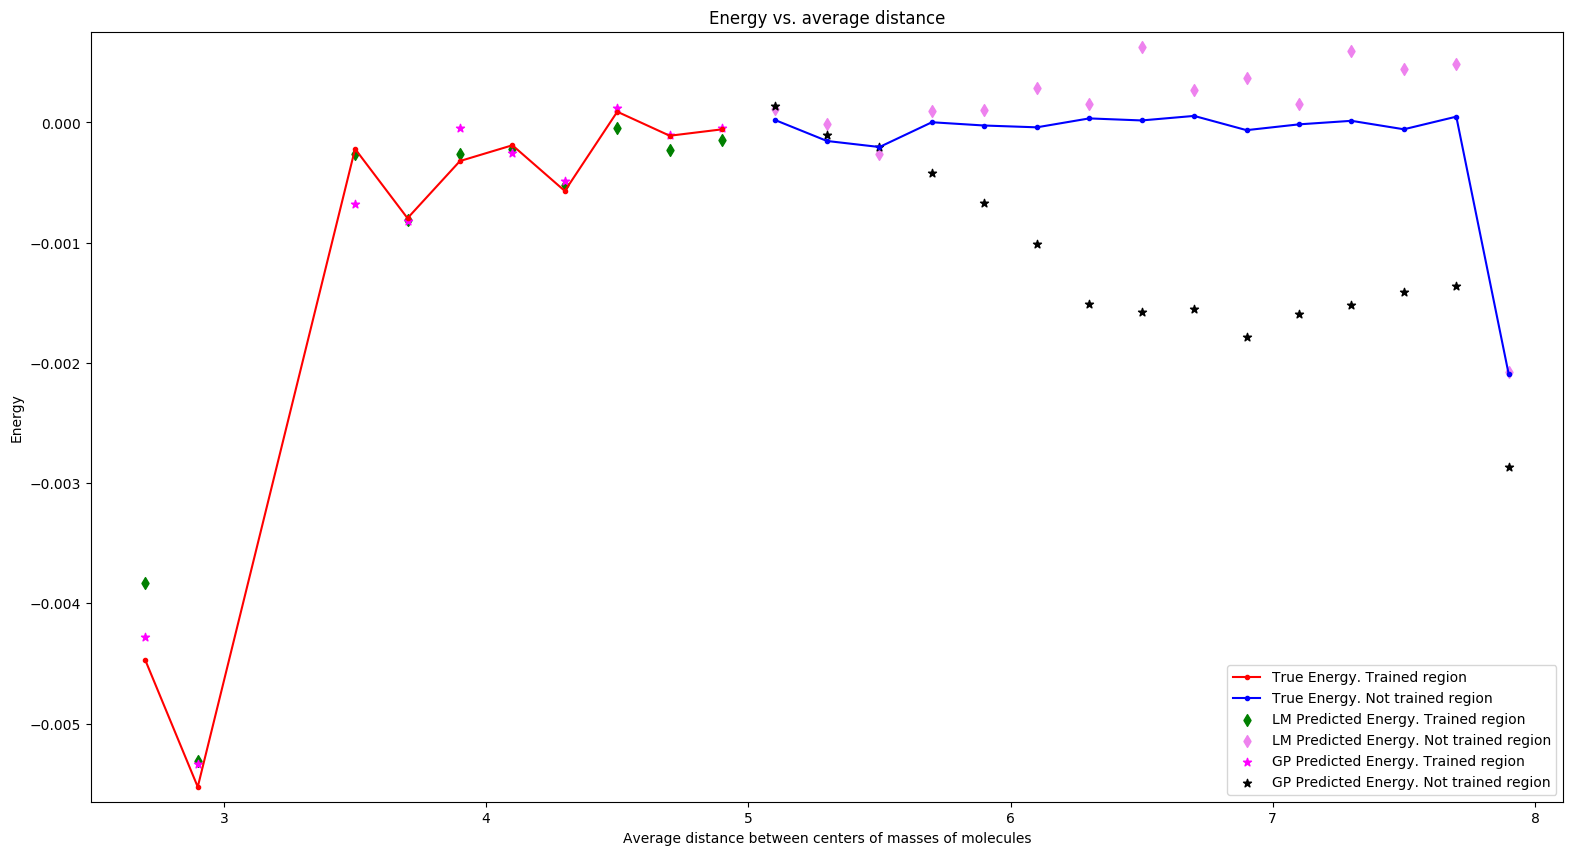 Energy vs. average distance
Energy
0.000
−0.001
−0.002
−0.003
−0.004
−0.005
3 4 5 6 7 8
Average distance between centers of masses of molecules
True Energy. Trained region
True Energy. Not trained region
LM Predicted Energy. Trained region
LM Predicted Energy. Not trained region
GP Predicted Energy. Trained region
GP Predicted Energy. Not trained region